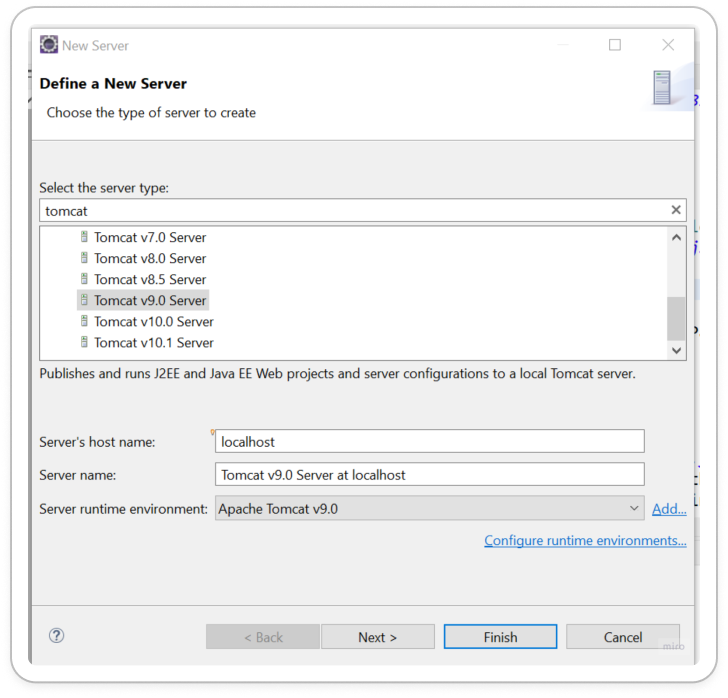 New Server
Define a New Server
Choose the type of server to create
Select the server type:
tomcat
Tomcat v7.0 Server
Tomcat v8.0 Server
Tomcat v8.5 Server
Tomcat v9.0 Server
Tomcat v10.0 Server
Tomcat v10.1 Server
Publishes and runs J2EE and Java EE Web projects and server configurations to a local Tomcat server.
Server's host name: localhost
Server name: Tomcat v9.0 Server at localhost
Server runtime environment: Apache Tomcat v9.0 Add...
Configure runtime environments...
< Back Next > Finish Cancel
miro